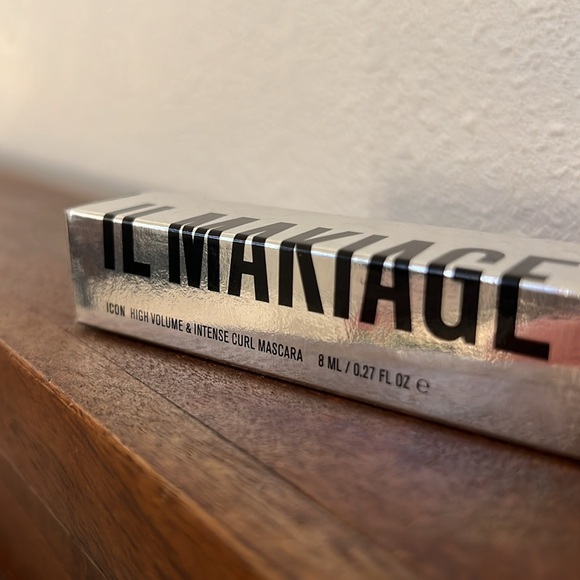 IL MAKIAGE
ICON HIGH VOLUME & INTENSE CURL MASCARA 8 ML / 0.27 FL OZ ℮